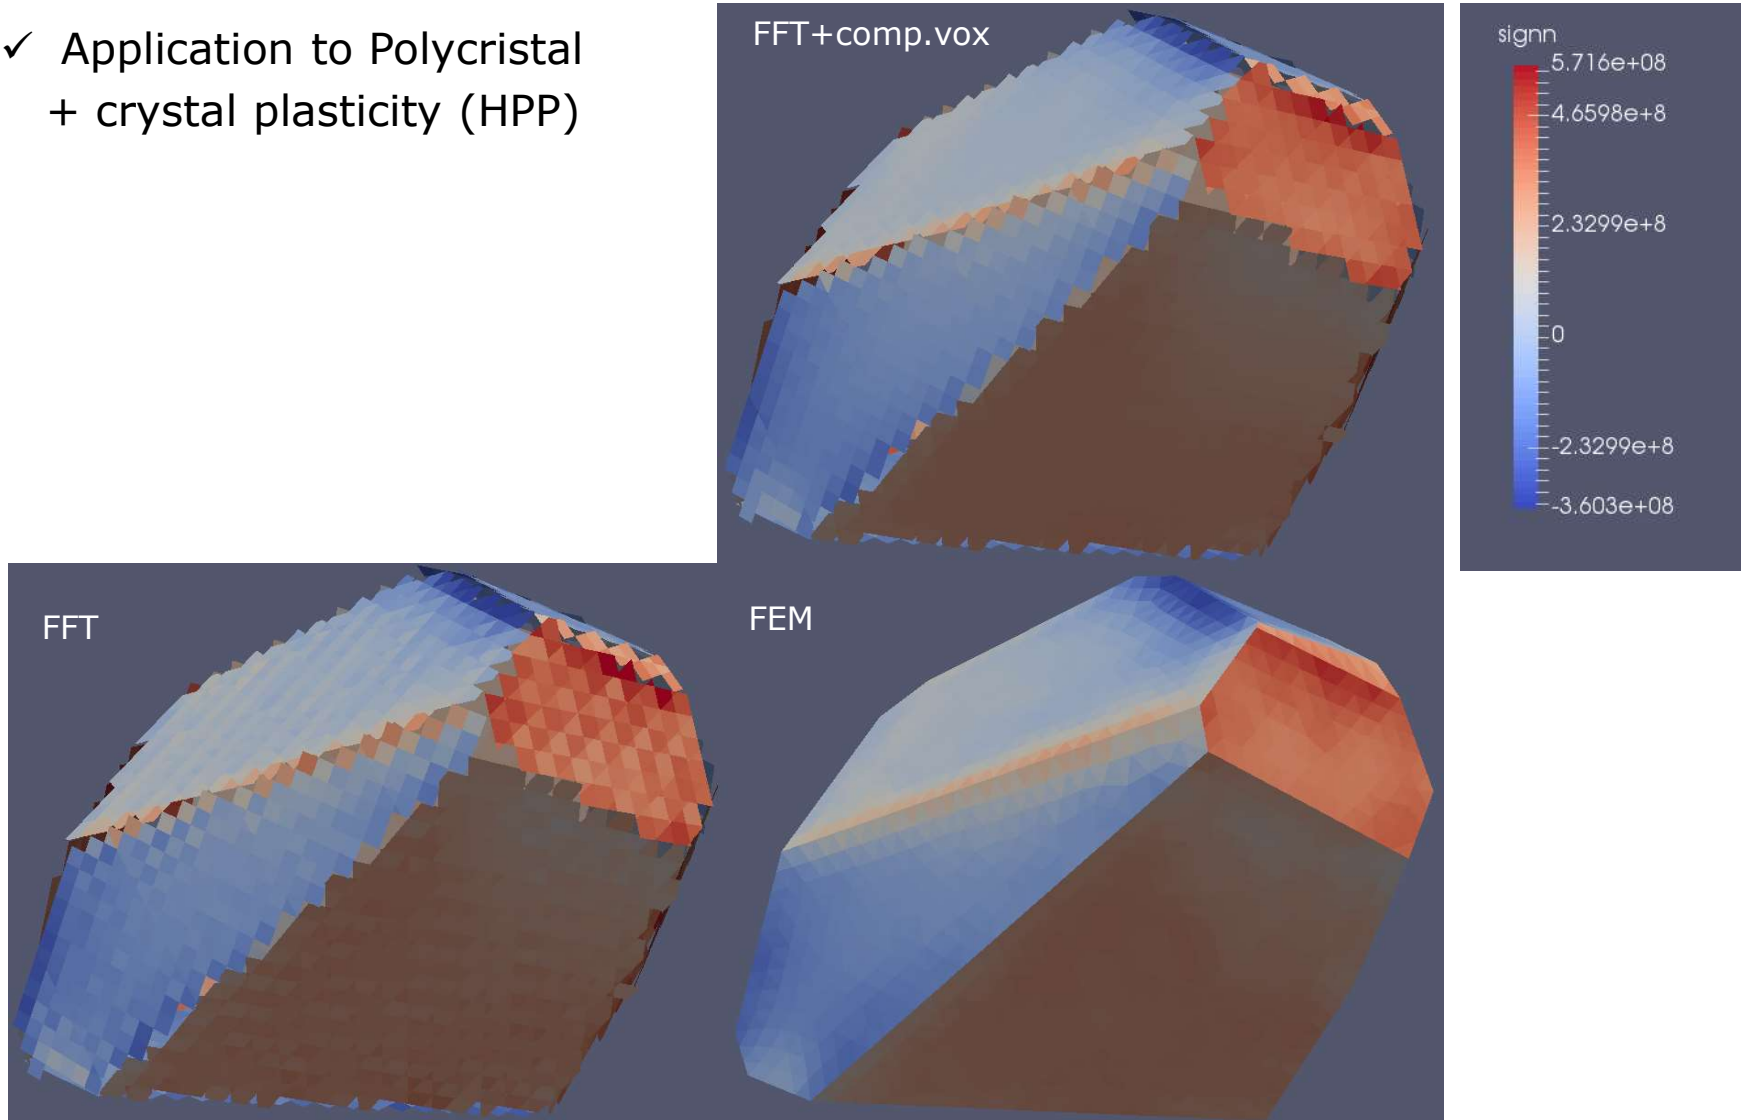 ✓ Application to Polycristal
+ crystal plasticity (HPP)
FFT+comp.vox
signn
5.716e+08
4.6598e+8
2.3299e+8
0
-2.3299e+8
-3.603e+08
FFT
FEM